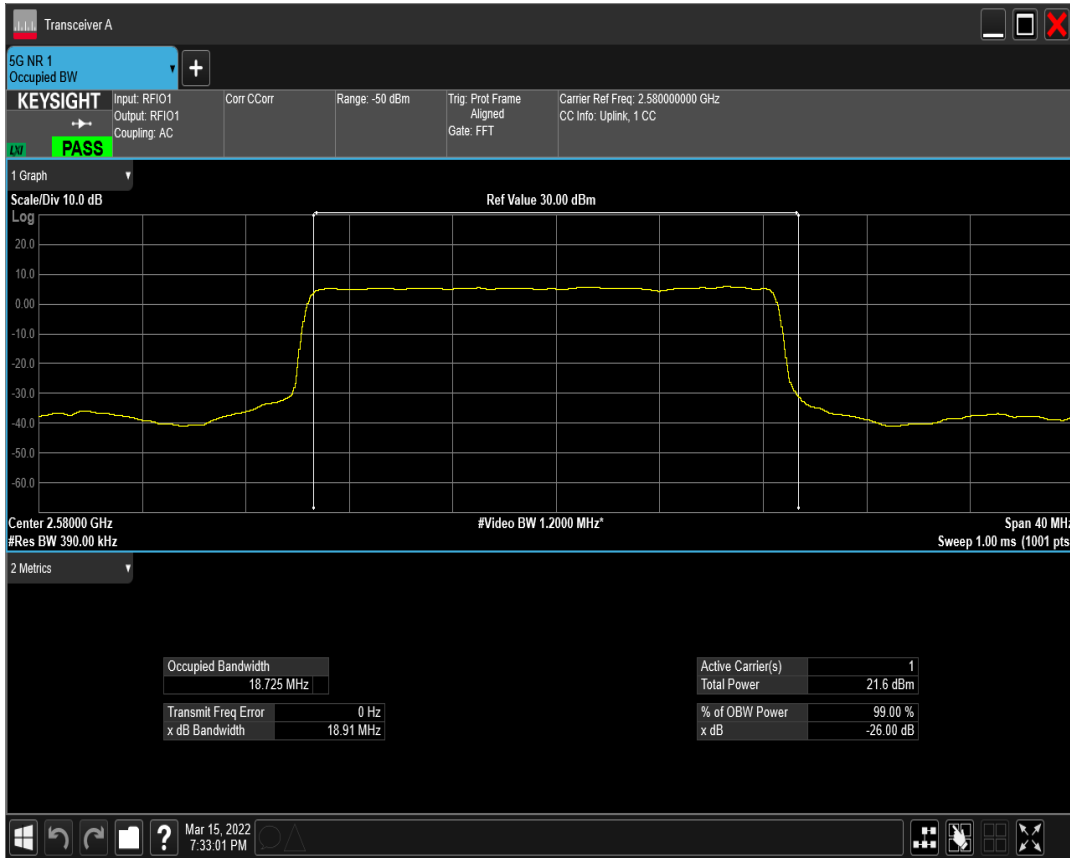 Transceiver A
5G NR 1
Occupied BW
+
KEYSIGHT
Input: RFIO1
Output: RFIO1
Coupling: AC
Corr CCorr
Range: -50 dBm
Trig: Prot Frame
Aligned
Gate: FFT
Carrier Ref Freq: 2.580000000 GHz
CC Info: Uplink, 1 CC
LXI
PASS
1 Graph
Scale/Div 10.0 dB
Ref Value 30.00 dBm
Log
20.0
10.0
0.00
-10.0
-20.0
-30.0
-40.0
-50.0
-60.0
Center 2.58000 GHz
#Video BW 1.2000 MHz*
Span 40 MHz
#Res BW 390.00 kHz
Sweep 1.00 ms (1001 pts
2 Metrics
Occupied Bandwidth
18.725 MHz
Transmit Freq Error 0 Hz
x dB Bandwidth 18.91 MHz
Active Carrier(s) 1
Total Power 21.6 dBm
% of OBW Power 99.00 %
x dB -26.00 dB
?
Mar 15, 2022
7:33:01 PM